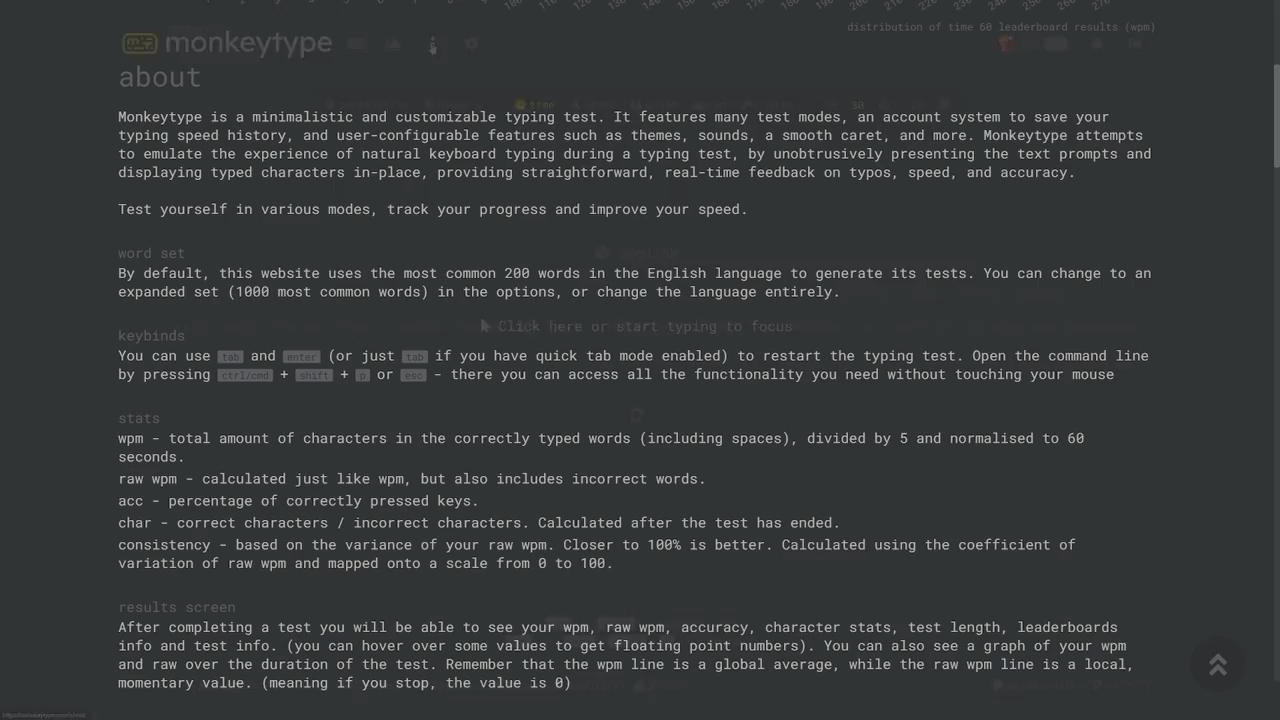 distribution of time 60 leaderboard results (wpm)
monkeytype
about
time
30
Monkeytype is a minimalistic and customizable typing test. It features many test modes, an account system to save your
typing speed history, and user-configurable features such as themes, sounds, a smooth caret, and more. Monkeytype attempts
to emulate the experience of natural keyboard typing during a typing test, by unobtrusively presenting the text prompts and
displaying typed characters in-place, providing straightforward, real-time feedback on typos, speed, and accuracy.
Test yourself in various modes, track your progress and improve your speed.
word set
By default, this website uses the most common 200 words in the English language to generate its tests. You can change to an
expanded set (1000 most common words) in the options, or change the language entirely.
Click here or start typing to focus
keybinds
You can use tab and enter (or just tab if you have quick tab mode enabled) to restart the typing test. Open the command line
by pressing ctrl/cmd + shift + p or esc - there you can access all the functionality you need without touching your mouse
stats
wpm - total amount of characters in the correctly typed words (including spaces), divided by 5 and normalised to 60
seconds.
raw wpm - calculated just like wpm, but also includes incorrect words.
acc - percentage of correctly pressed keys.
char - correct characters / incorrect characters. Calculated after the test has ended.
consistency - based on the variance of your raw wpm. Closer to 100% is better. Calculated using the coefficient of
variation of raw wpm and mapped onto a scale from 0 to 100.
results screen
After completing a test you will be able to see your wpm, raw wpm, accuracy, character stats, test length, leaderboards
info and test info. (you can hover over some values to get floating point numbers). You can also see a graph of your wpm
and raw over the duration of the test. Remember that the wpm line is a global average, while the raw wpm line is a local,
momentary value. (meaning if you stop, the value is 0)